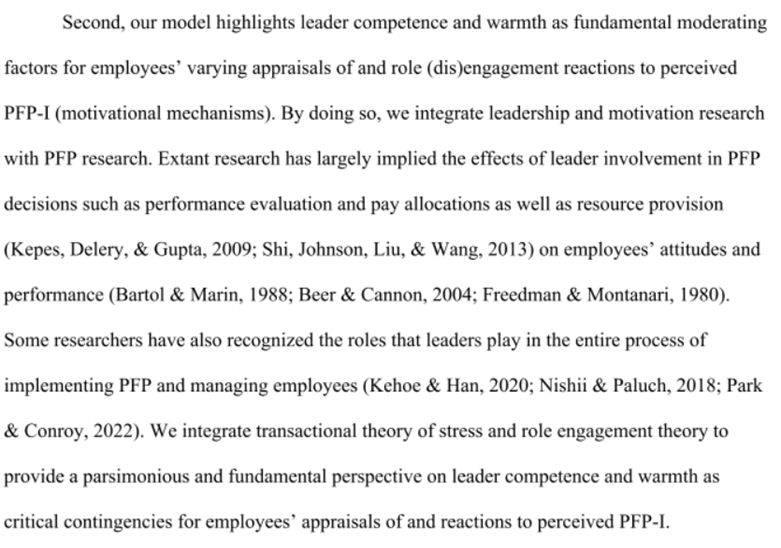 Second, our model highlights leader competence and warmth as fundamental moderating
factors for employees’ varying appraisals of and role (dis)engagement reactions to perceived
PFP-I (motivational mechanisms). By doing so, we integrate leadership and motivation research
with PFP research. Extant research has largely implied the effects of leader involvement in PFP
decisions such as performance evaluation and pay allocations as well as resource provision
(Kepes, Delery, & Gupta, 2009; Shi, Johnson, Liu, & Wang, 2013) on employees’ attitudes and
performance (Bartol & Marin, 1988; Beer & Cannon, 2004; Freedman & Montanari, 1980).
Some researchers have also recognized the roles that leaders play in the entire process of
implementing PFP and managing employees (Kehoe & Han, 2020; Nishii & Paluch, 2018; Park
& Conroy, 2022). We integrate transactional theory of stress and role engagement theory to
provide a parsimonious and fundamental perspective on leader competence and warmth as
critical contingencies for employees’ appraisals of and reactions to perceived PFP-I.